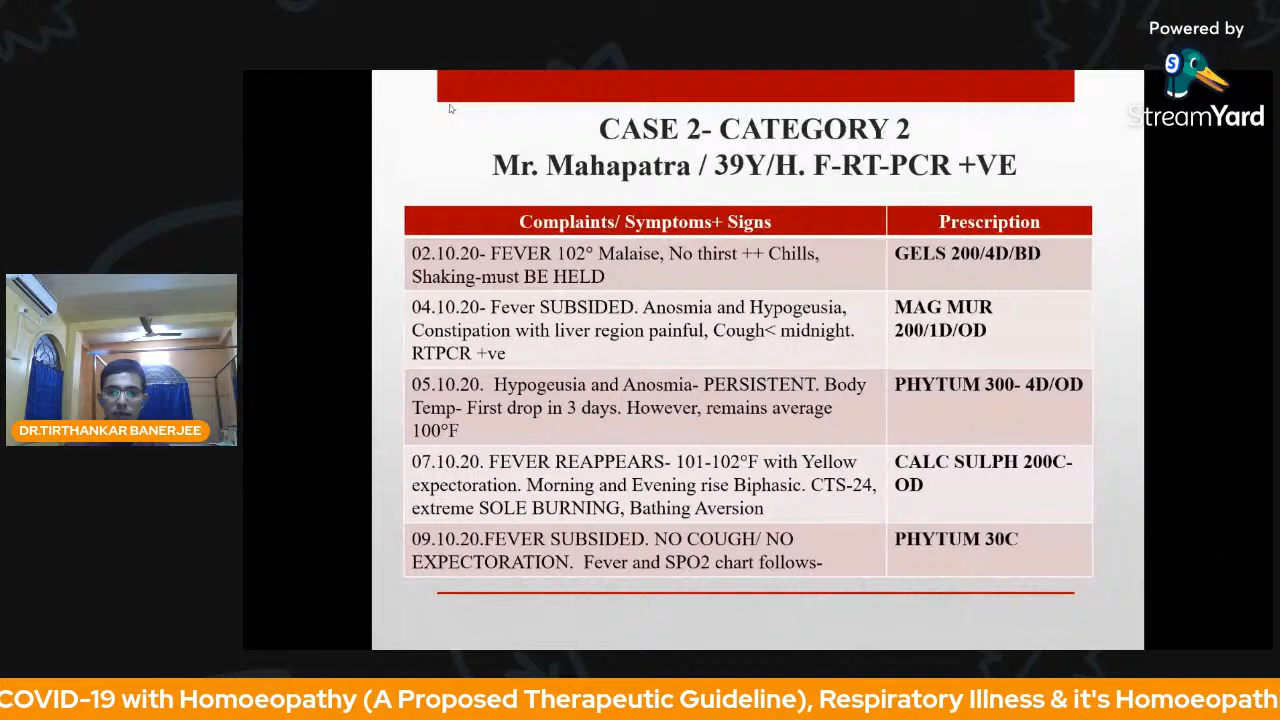 Powered by
StreamYard
CASE 2- CATEGORY 2
Mr. Mahapatra / 39Y/H. F-RT-PCR +VE
Complaints/ Symptoms+ Signs
Prescription
02.10.20- FEVER 102° Malaise, No thirst ++ Chills,
Shaking-must BE HELD
GELS 200/4D/BD
04.10.20- Fever SUBSIDED. Anosmia and Hypogeusia,
Constipation with liver region painful, Cough< midnight.
RTPCR +ve
MAG MUR
200/1D/OD
05.10.20. Hypogeusia and Anosmia- PERSISTENT. Body
Temp- First drop in 3 days. However, remains average
100°F
PHYTUM 300- 4D/OD
07.10.20. FEVER REAPPEARS- 101-102°F with Yellow
expectoration. Morning and Evening rise Biphasic. CTS-24,
extreme SOLE BURNING, Bathing Aversion
CALC SULPH 200C-
OD
09.10.20.FEVER SUBSIDED. NO COUGH/ NO
EXPECTORATION. Fever and SPO2 chart follows-
PHYTUM 30C
DR.TIRTHANKAR BANERJEE
COVID-19 with Homoeopathy (A Proposed Therapeutic Guideline), Respiratory Illness & it's Homoeopath